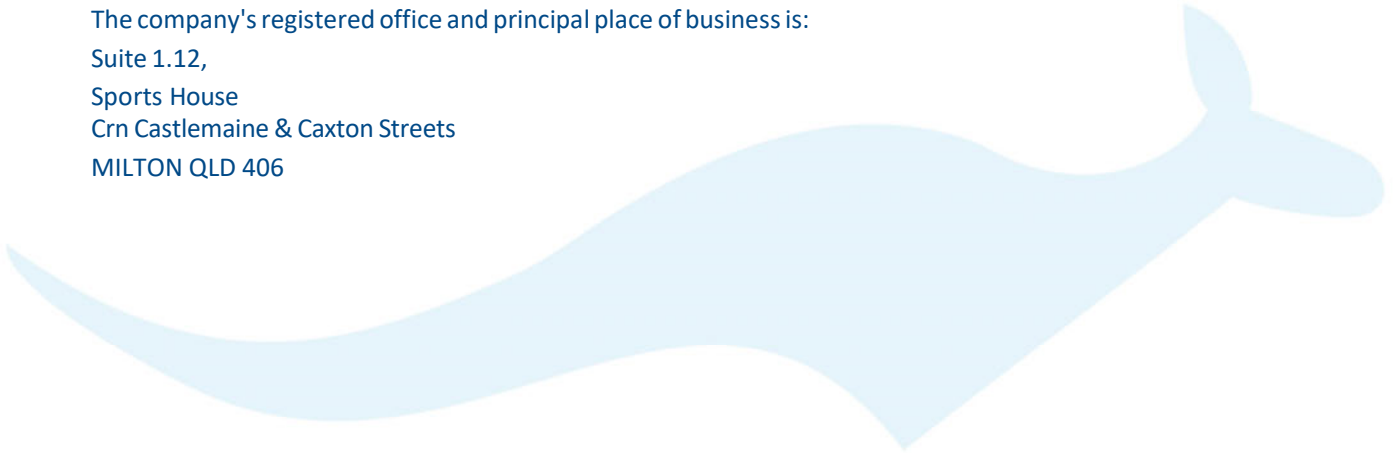 The company's registered office and principal place of business is:
Suite 1.12,
Sports House
Crn Castlemaine & Caxton Streets
MILTON QLD 406